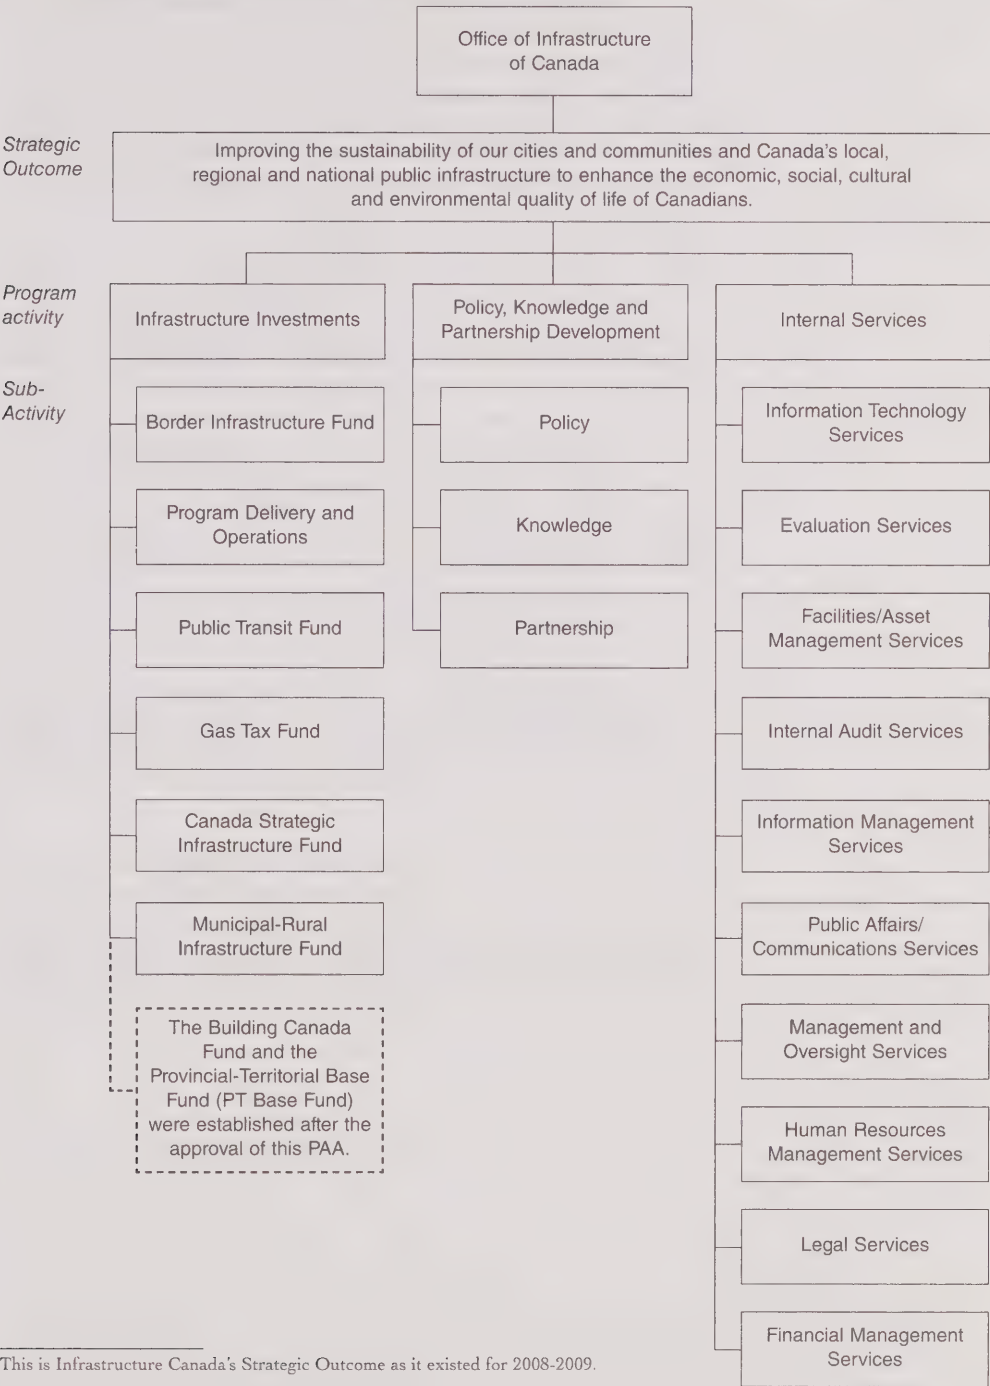 Office of Infrastructure
of Canada
Strategic
Outcome
Improving the sustainability of our cities and communities and Canada's local,
regional and national public infrastructure to enhance the economic, social, cultural
and environmental quality of life of Canadians.
Program
activity
Infrastructure Investments
Policy, Knowledge and
Partnership Development
Internal Services
Sub-
Activity
Border Infrastructure Fund
Program Delivery and
Operations
Public Transit Fund
Gas Tax Fund
Canada Strategic
Infrastructure Fund
Municipal-Rural
Infrastructure Fund
The Building Canada
Fund and the
Provincial-Territorial Base
Fund (PT Base Fund)
were established after the
approval of this PAA.
Policy
Knowledge
Partnership
Information Technology
Services
Evaluation Services
Facilities/Asset
Management Services
Internal Audit Services
Information Management
Services
Public Affairs/
Communications Services
Management and
Oversight Services
Human Resources
Management Services
Legal Services
Financial Management
Services
This is Infrastructure Canada's Strategic Outcome as it existed for 2008-2009.